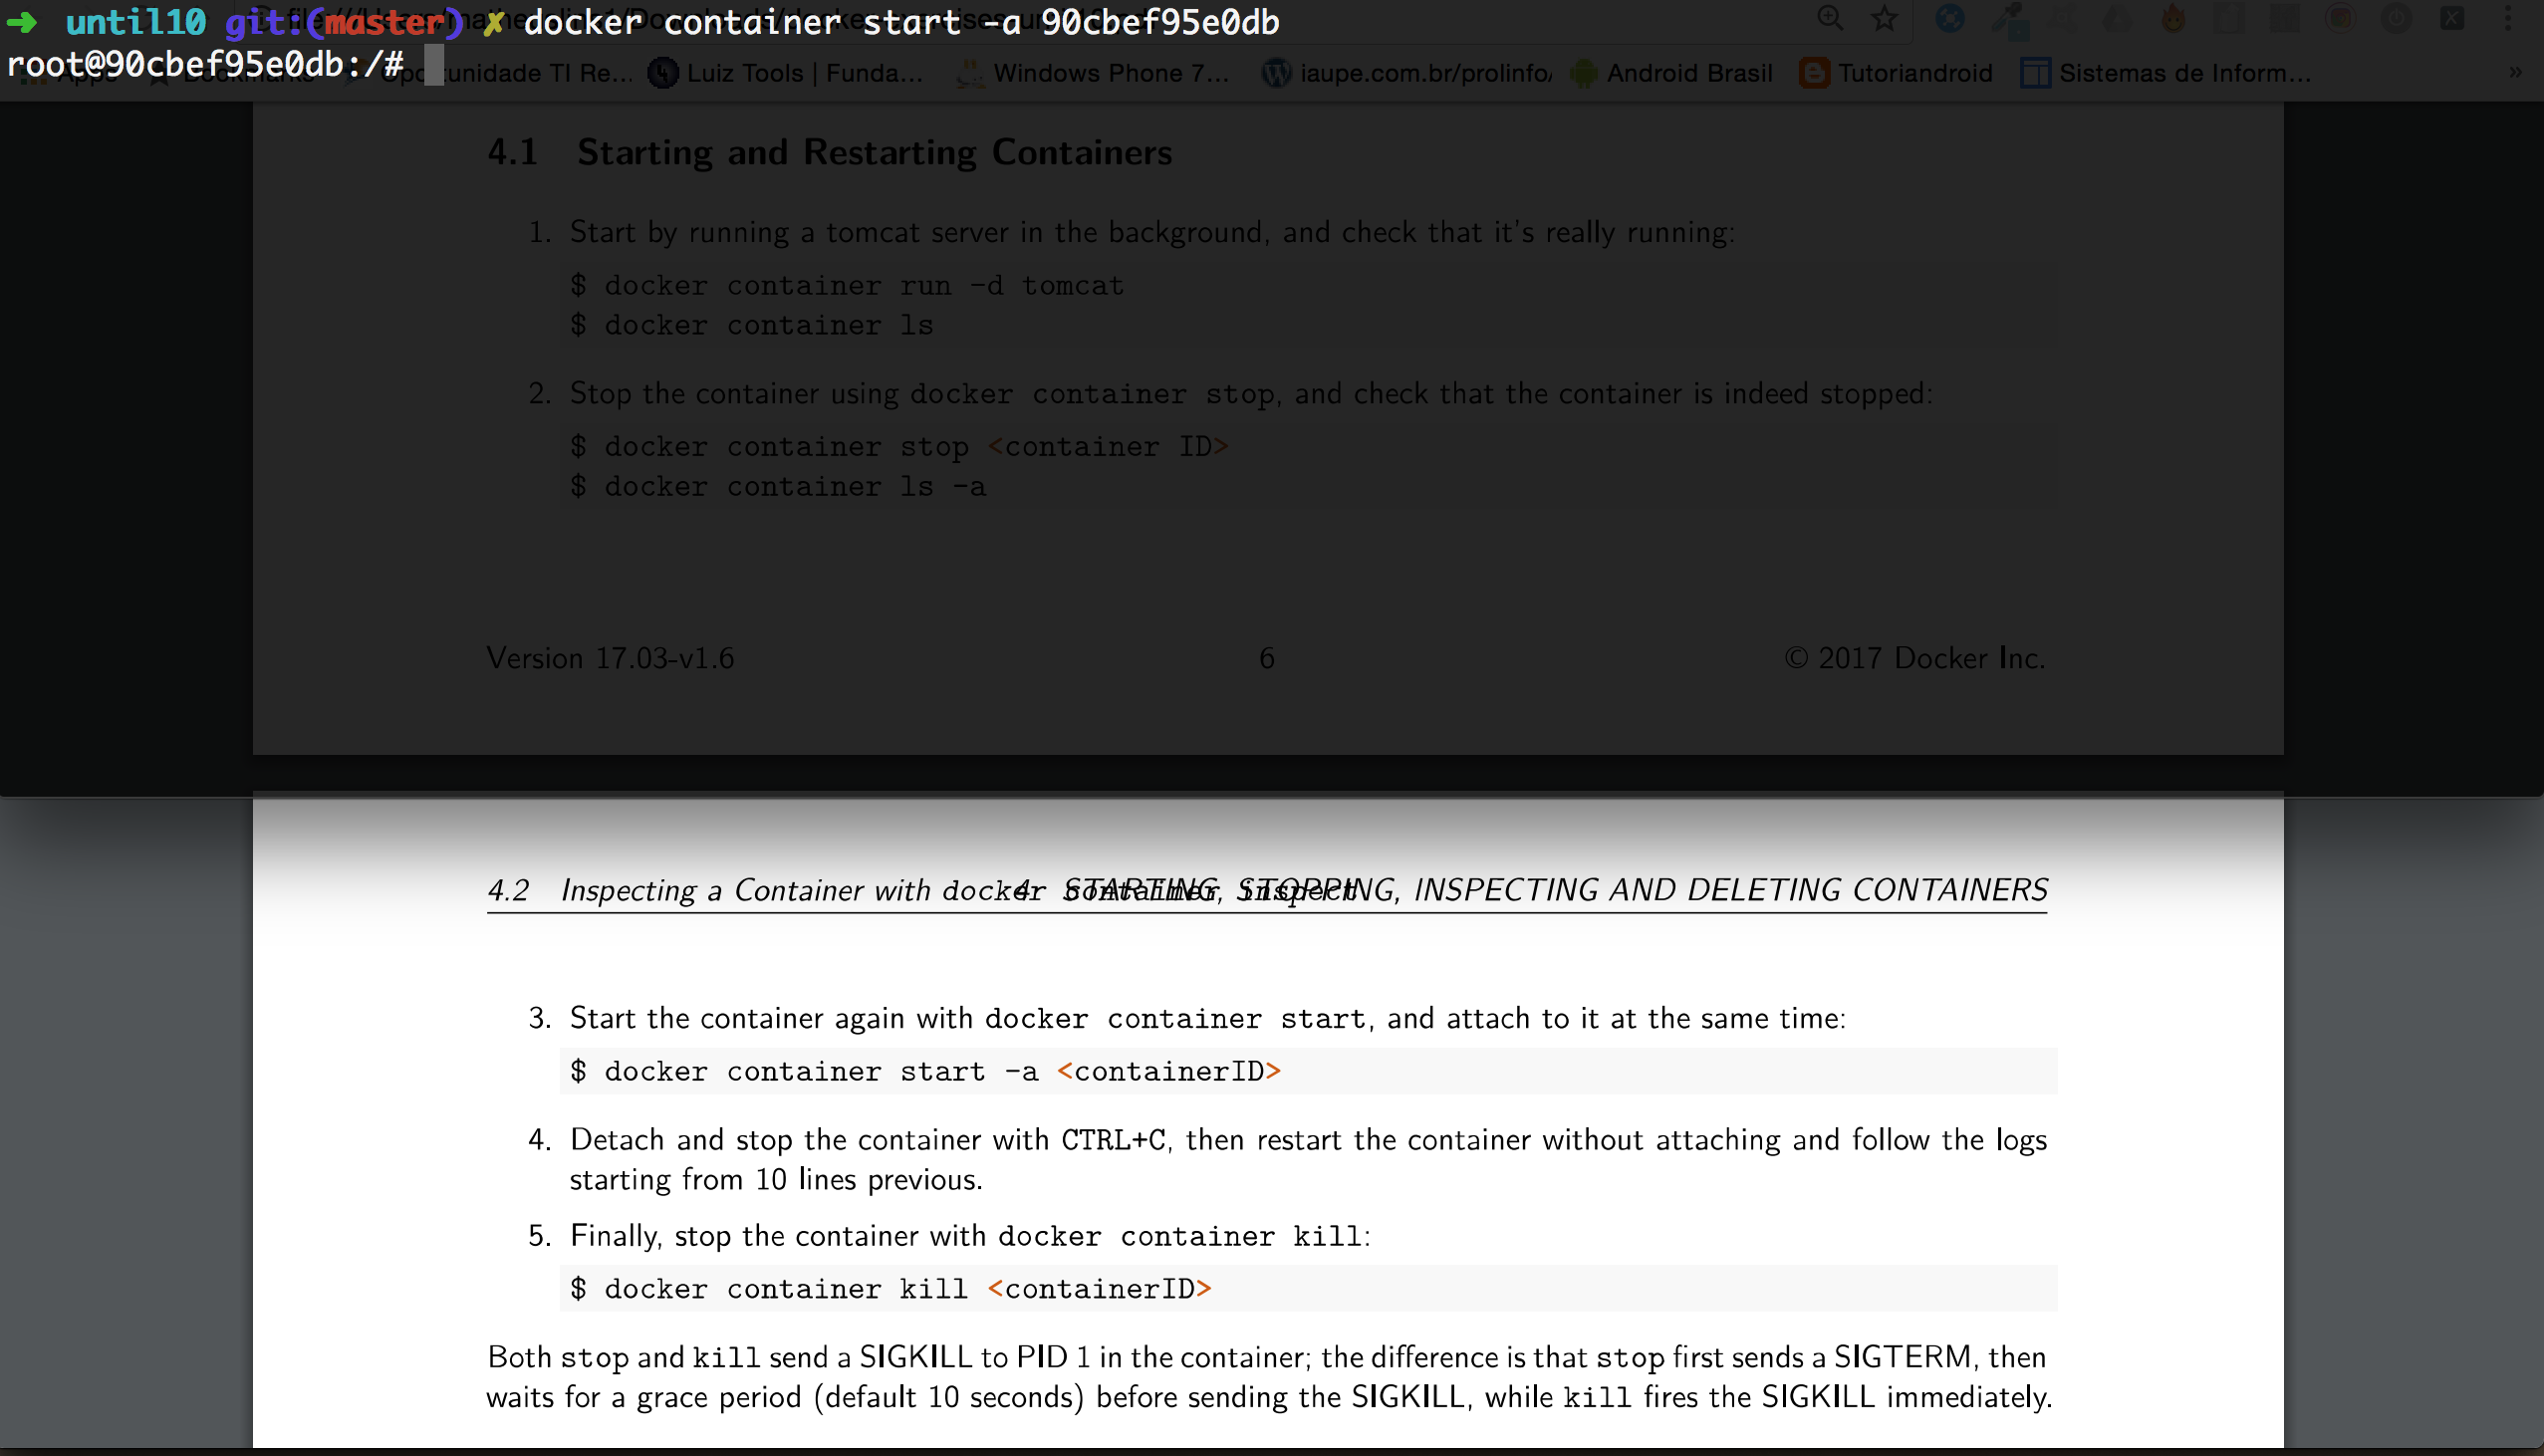 ➜ until10 git:(master) ✗ docker container start -a 90cbef95e0db
root@90cbef95e0db:/#
Luiz Tools | Funda... Windows Phone 7... iaupe.com.br/prolinfo/ Android Brasil Tutoriandroid Sistemas de Inform... »
4.1 Starting and Restarting Containers
1. Start by running a tomcat server in the background, and check that it's really running:
$ docker container run -d tomcat
$ docker container ls
2. Stop the container using docker container stop, and check that the container is indeed stopped:
$ docker container stop <container ID>
$ docker container ls -a
Version 17.03-v1.6 6 © 2017 Docker Inc.
4.2 Inspecting a Container with docker container inspect 4. STARTING, STOPPING, INSPECTING AND DELETING CONTAINERS
3. Start the container again with docker container start, and attach to it at the same time:
$ docker container start -a <containerID>
4. Detach and stop the container with CTRL+C, then restart the container without attaching and follow the logs
starting from 10 lines previous.
5. Finally, stop the container with docker container kill:
$ docker container kill <containerID>
Both stop and kill send a SIGKILL to PID 1 in the container; the difference is that stop first sends a SIGTERM, then
waits for a grace period (default 10 seconds) before sending the SIGKILL, while kill fires the SIGKILL immediately.